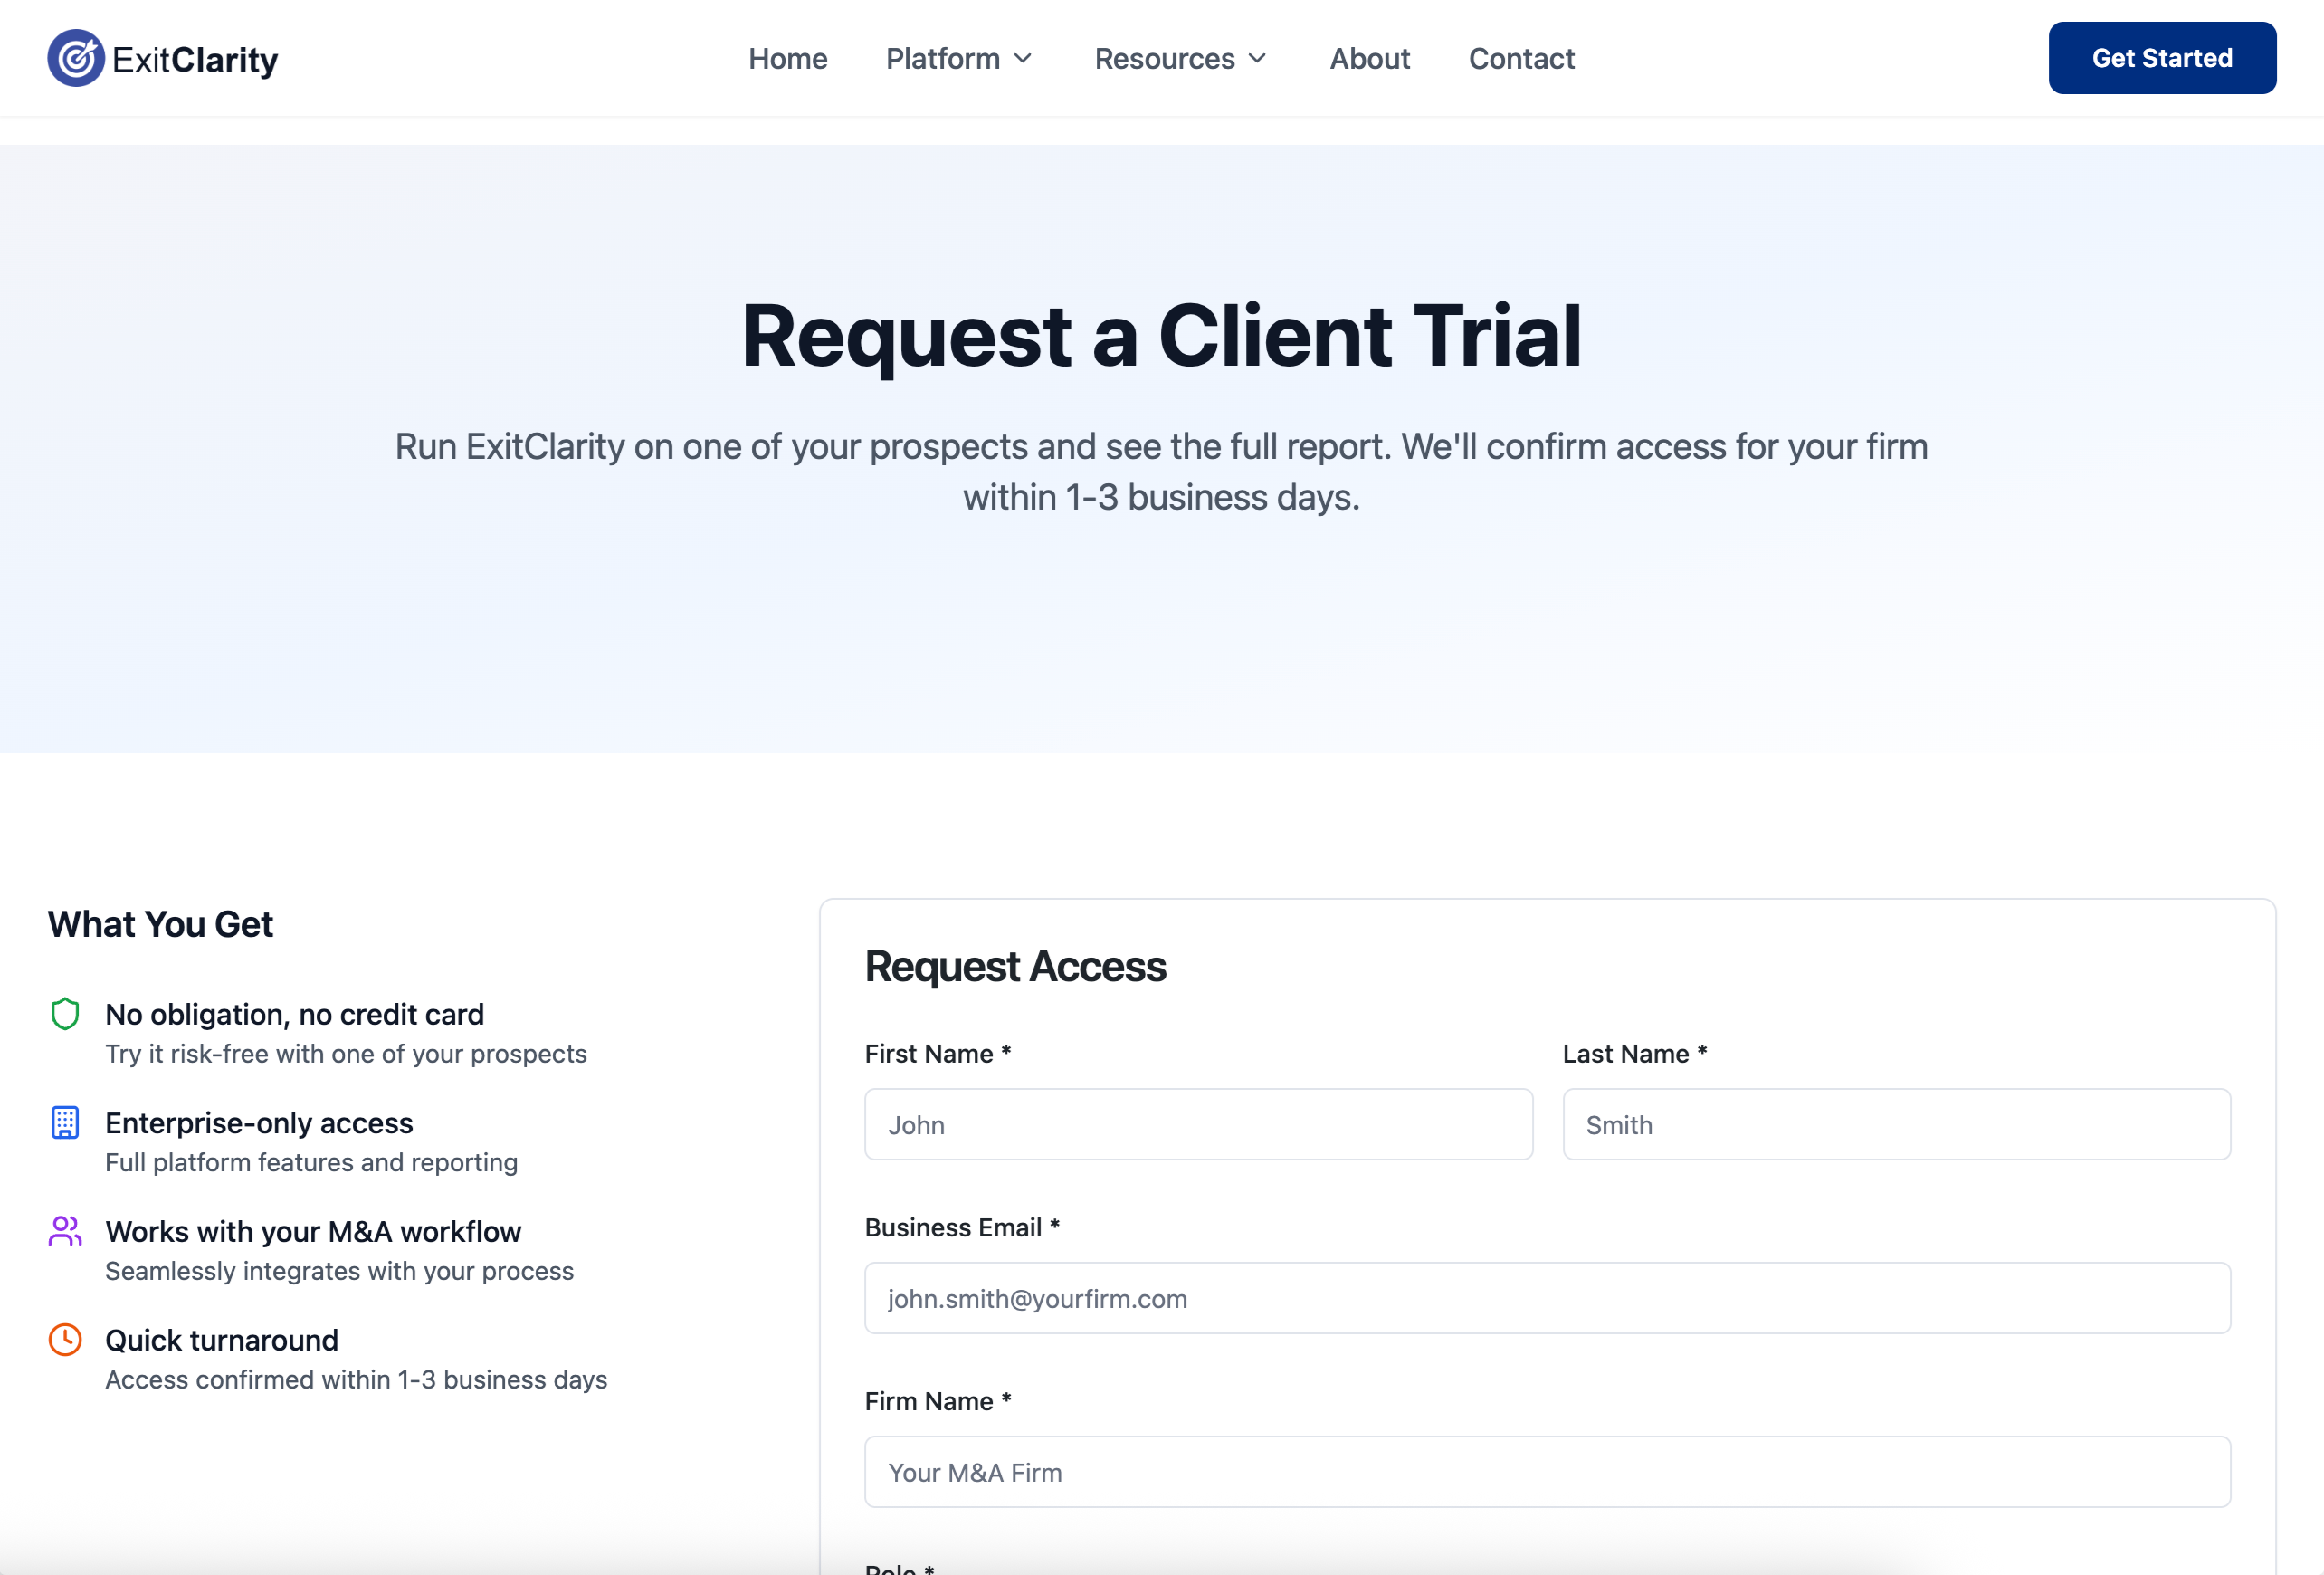 ExitClarity
Home
Platform
Resources
About
Contact
Get Started
Request a Client Trial
Run ExitClarity on one of your prospects and see the full report. We'll confirm access for your firm
within 1-3 business days.
What You Get
No obligation, no credit card
Try it risk-free with one of your prospects
Enterprise-only access
Full platform features and reporting
Works with your M&A workflow
Seamlessly integrates with your process
Quick turnaround
Access confirmed within 1-3 business days
Request Access
First Name *
Last Name *
John
Smith
Business Email *
john.smith@yourfirm.com
Firm Name *
Your M&A Firm
Role *